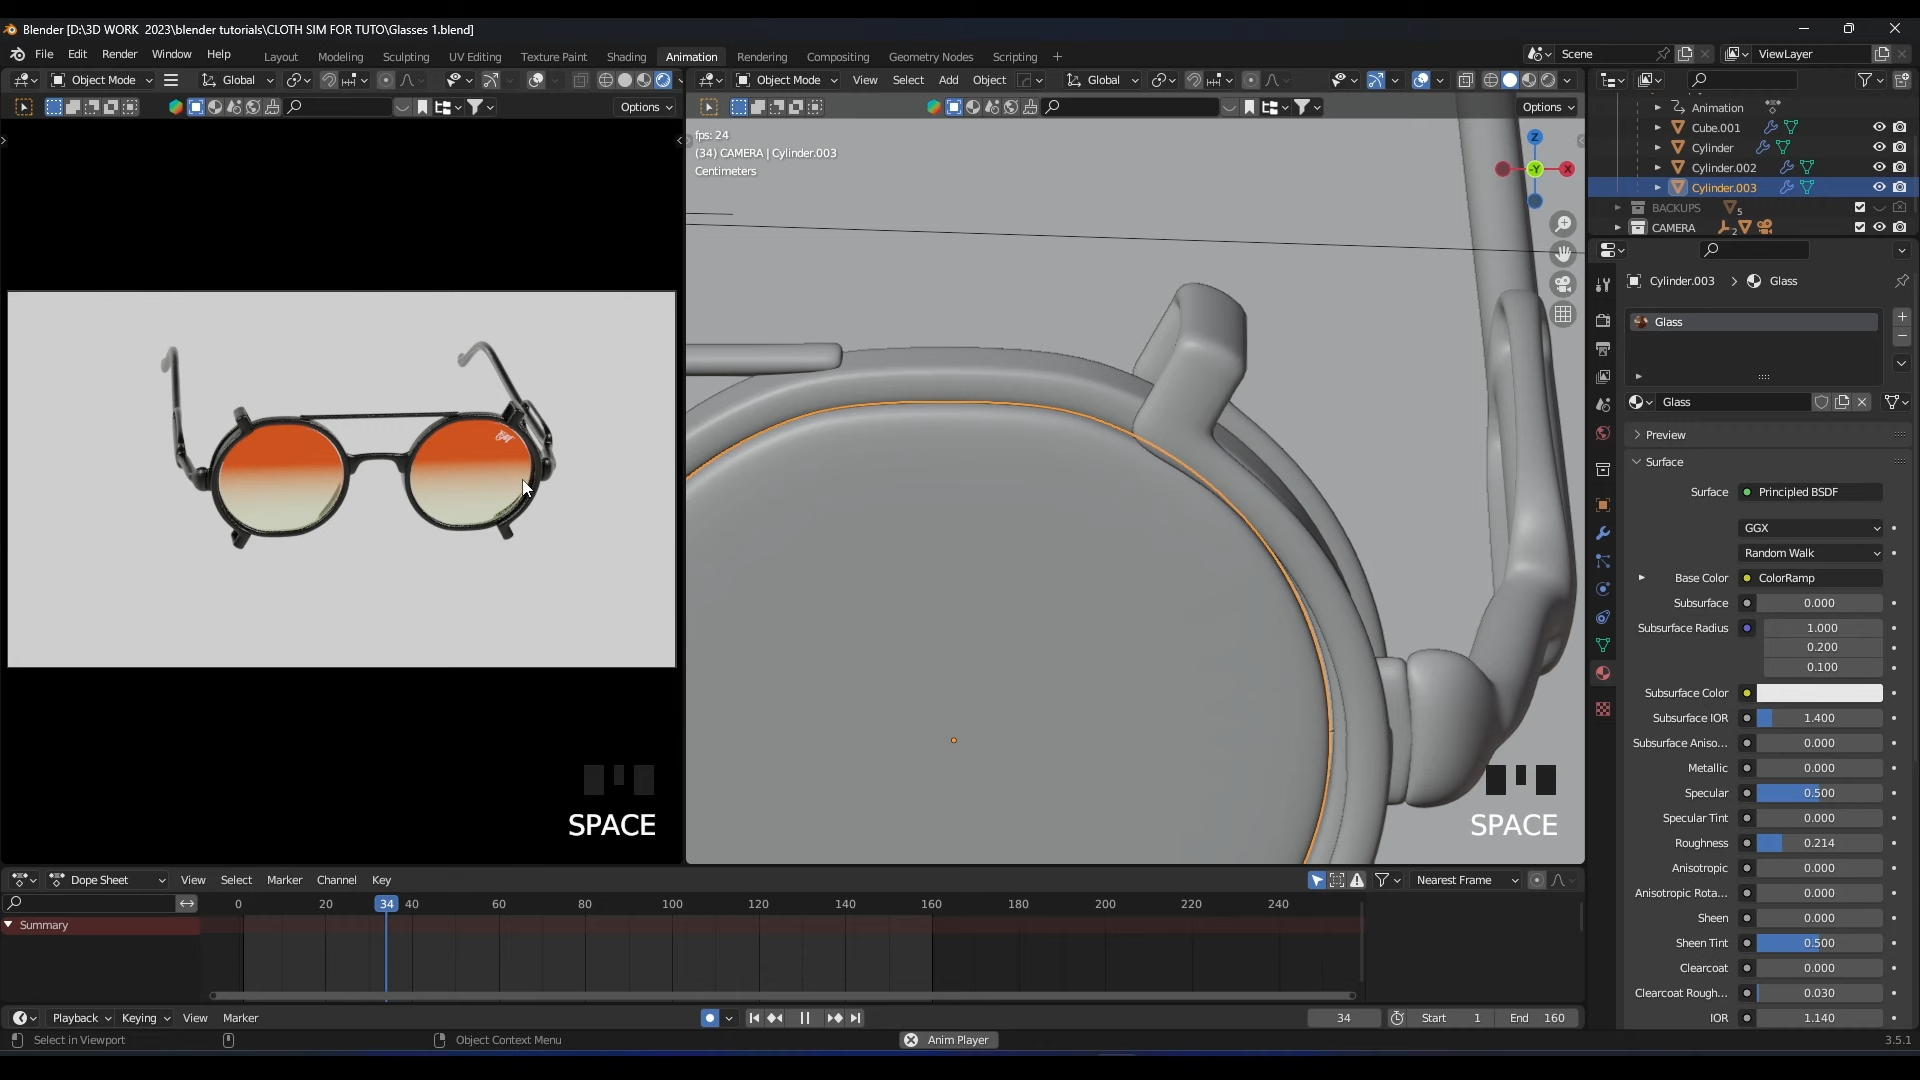 Blender [D:\3D WORK 2023\blender tutorials\CLOTH SIM FOR TUTO\Glasses 1.blend]
File Edit Render Window Help Layout Modeling Sculpting UV Editing Texture Paint Shading Animation Rendering Compositing Geometry Nodes Scripting + Scene ViewLayer
Object Mode Global
Options
Object Mode View Select Add Object Global
Options
fps: 24
(34) CAMERA | Cylinder.003
Centimeters
Z
X
-Y
SPACE
SPACE
Animation
Cube.001
Cylinder
Cylinder.002
Cylinder.003
BACKUPS 5
CAMERA 2
Cylinder.003 > Glass
Glass
Glass
Preview
Surface
Surface Principled BSDF
GGX
Random Walk
Base Color ColorRamp
Subsurface 0.000
Subsurface Radius 1.000
0.200
0.100
Subsurface Color
Subsurface IOR 1.400
Subsurface Aniso... 0.000
Metallic 0.000
Specular 0.500
Specular Tint 0.000
Roughness 0.214
Anisotropic 0.000
Anisotropic Rota... 0.000
Sheen 0.000
Sheen Tint 0.500
Clearcoat 0.000
Clearcoat Rough... 0.030
IOR 1.140
Dope Sheet View Select Marker Channel Key Nearest Frame
0 20 34 40 60 80 100 120 140 160 180 200 220 240
Summary
Playback Keying View Marker 34 Start 1 End 160
Select in Viewport Object Context Menu Anim Player 3.5.1